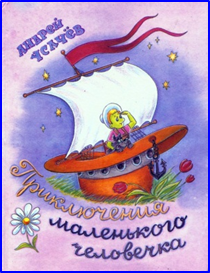 АНДРЕЙ
УСАЧЁВ
Приключения
маленького
человечка